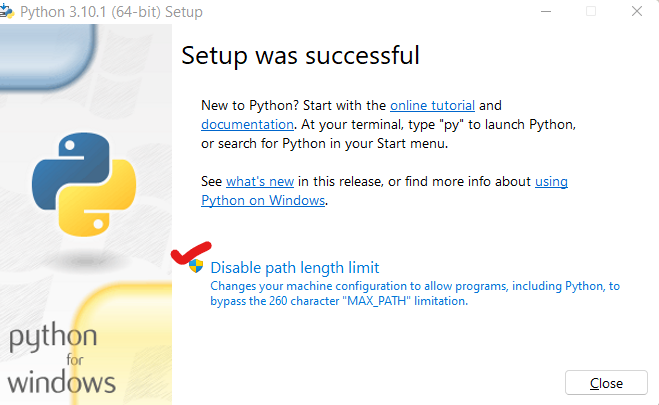 Python 3.10.1 (64-bit) Setup
Setup was successful
New to Python? Start with the online tutorial and
documentation. At your terminal, type "py" to launch Python,
or search for Python in your Start menu.
See what's new in this release, or find more info about using
Python on Windows.
Disable path length limit
Changes your machine configuration to allow programs, including Python, to
bypass the 260 character "MAX_PATH" limitation.
python
for
windows
Close